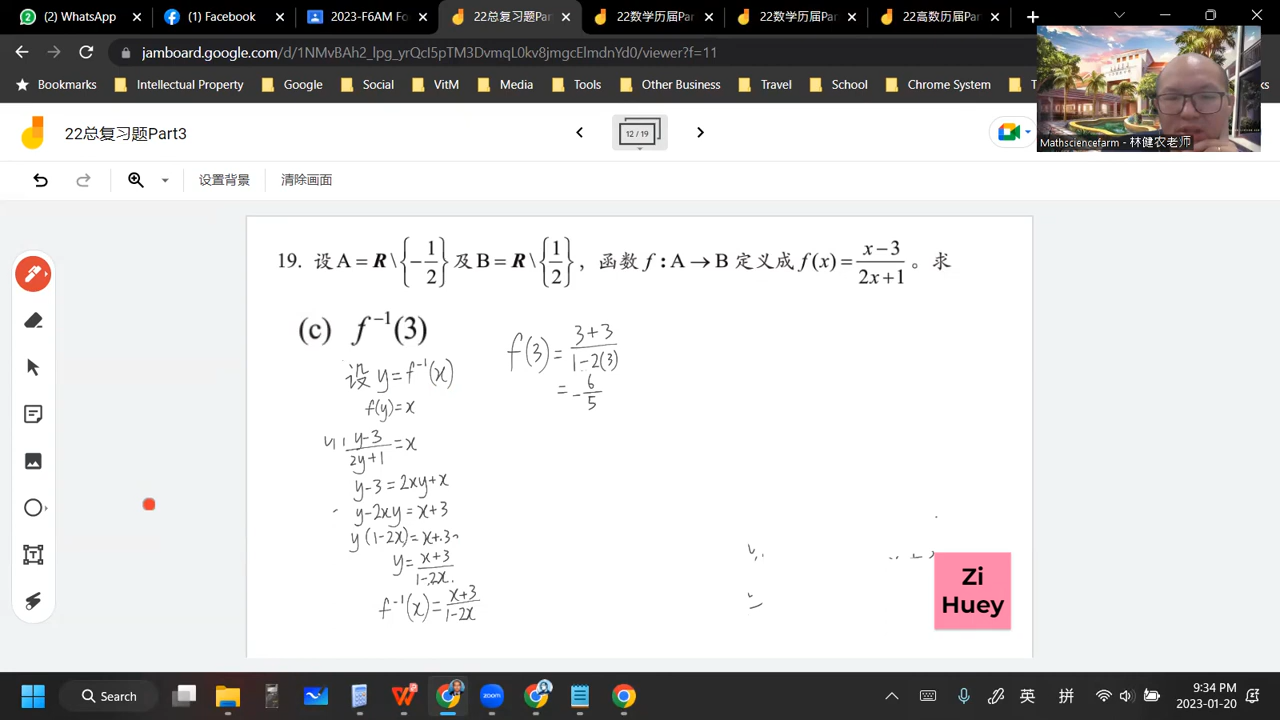 (2) WhatsApp
(1) Facebook
2023-F6AM Fo
22总复习题Part
22数学历届Par
22数学历届Par
22高数历届Par
jamboard.google.com/d/1NMvBAh2_lpg_yrOcl5pTM3DvmgL0kv8jmgcElmdnYd0/viewer?f=11
Bookmarks
Intellectual Property
Google
Social
VitM
Media
Tools
Other Business
Travel
School
Chrome System
Mathsciencefarm - 林健农老师
22总复习题Part3
12 / 19
设置背景
清除画面
19. 设 A = R \ {-1/2} 及 B = R \ {1/2}，函数 f : A → B 定义成 f(x) = (x-3)/(2x+1)。求
(c) f⁻¹(3)
设 y=f⁻¹(x)
f(y)=x
(y-3)/(2y+1)=x
y-3=2xy+x
y-2xy=x+3
y(1-2x)=x+3
y=(x+3)/(1-2x)
f⁻¹(x)=(x+3)/(1-2x)
f(3)=(3+3)/(1-2(3))
=-6/5
Zi
Huey
Search
zoom
英
拼
9:34 PM
2023-01-20